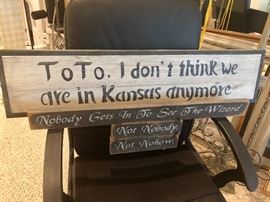 ToTo, I don't think we
are in Kansas anymore
Nobody Gets In To See The Wizard
Not Nobody,
Not Nohow.